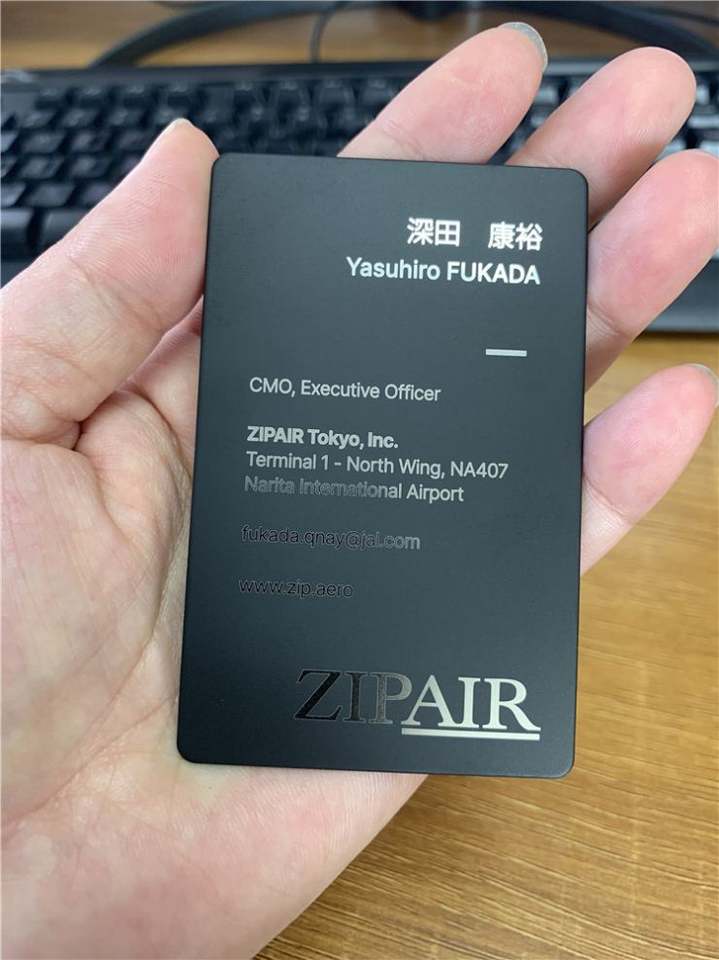 深田　康裕
Yasuhiro FUKADA
CMO, Executive Officer
ZIPAIR Tokyo, Inc.
Terminal 1 - North Wing, NA407
Narita International Airport
fukada.qnay@jal.com
www.zip.aero
ZIPAIR